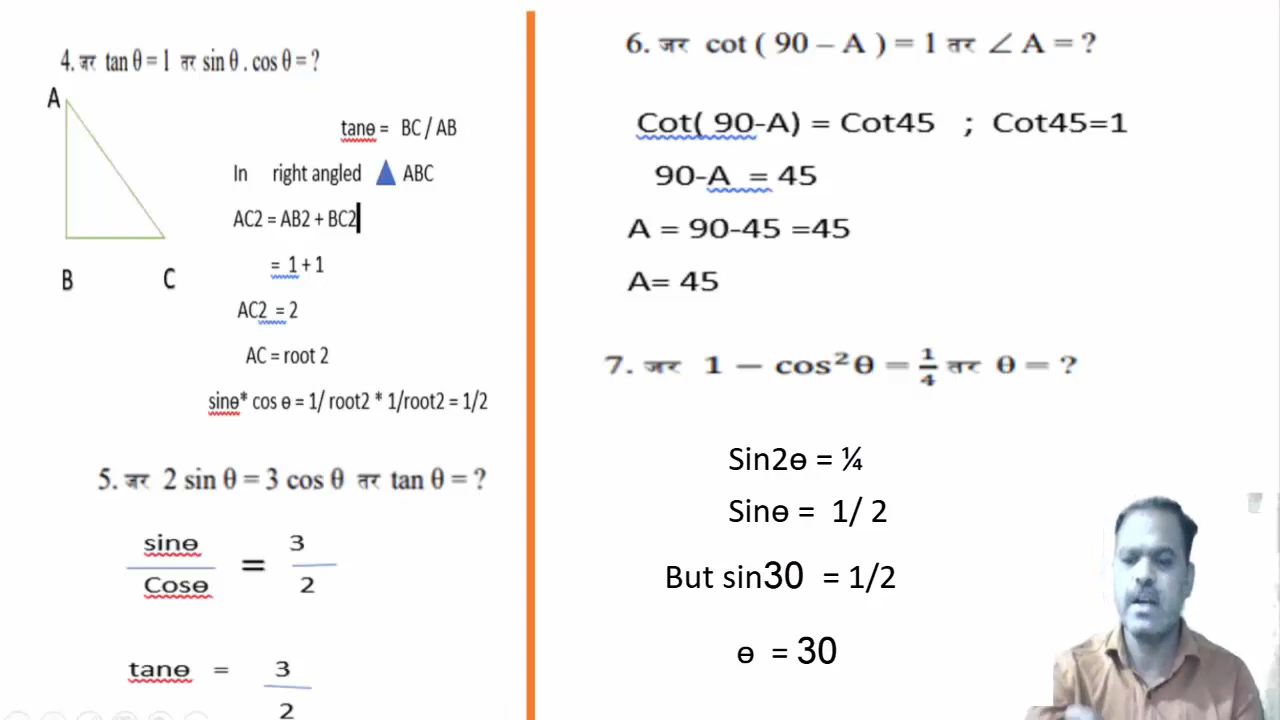 4. जर tan θ = 1 तर sin θ . cos θ = ?
A
B
C
tanɵ = BC / AB
In right angled ABC
AC2 = AB2 + BC2
= 1 + 1
AC2 = 2
AC = root 2
sinɵ* cos ɵ = 1/ root2 * 1/root2 = 1/2
5. जर 2 sin θ = 3 cos θ तर tan θ = ?
sinɵ
Cosɵ
=
3
2
tanɵ =
3
2
6. जर cot ( 90 – A ) = 1 तर ∠ A = ?
Cot( 90-A) = Cot45 ; Cot45=1
90-A = 45
A = 90-45 =45
A= 45
7. जर 1 − cos²θ = 1/4 तर θ = ?
Sin2ɵ = ¼
Sinɵ = 1/ 2
But sin30 = 1/2
ɵ = 30